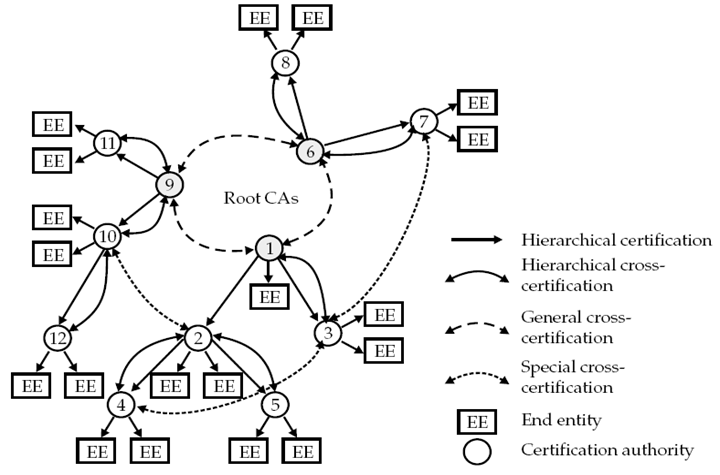 EE EE
8
EE
7
EE
EE
11
EE
6
9
Root CAs
EE
10
EE
1
EE
12
2
3
EE
EE
EE EE
EE EE
4
5
EE EE
EE EE
Hierarchical certification
Hierarchical cross-
certification
General cross-
certification
Special cross-
certification
EE End entity
Certification authority